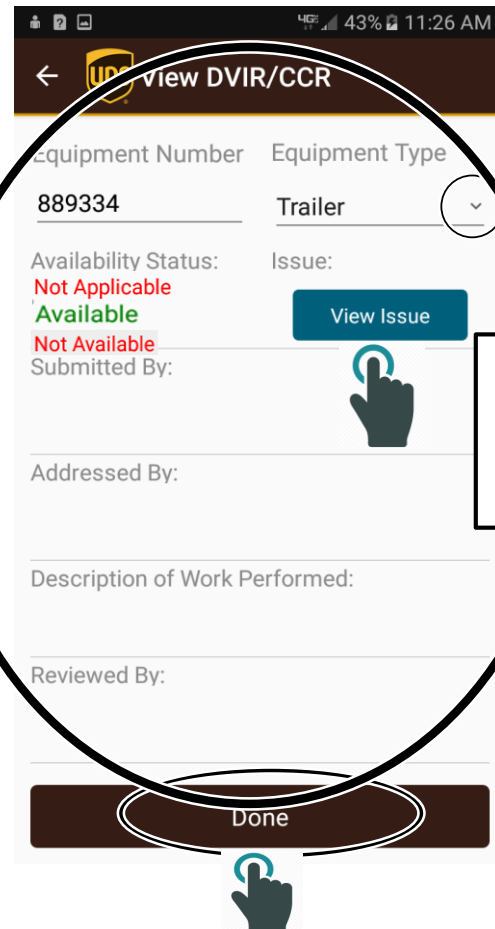 4G 43% 11:26 AM
UPS View DVIR/CCR
Equipment Number Equipment Type
889334 Trailer
Availability Status: Issue:
Not Applicable
Available View Issue
Not Available
Submitted By:
Addressed By:
Description of Work Performed:
Reviewed By:
Done